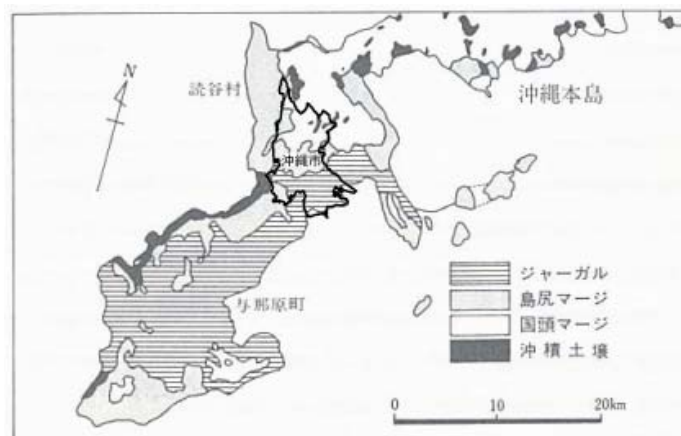 N
読谷村
沖縄本島
沖縄市
与那原町
ジャーガル
島尻マージ
国頭マージ
沖積土壌
0 10 20km